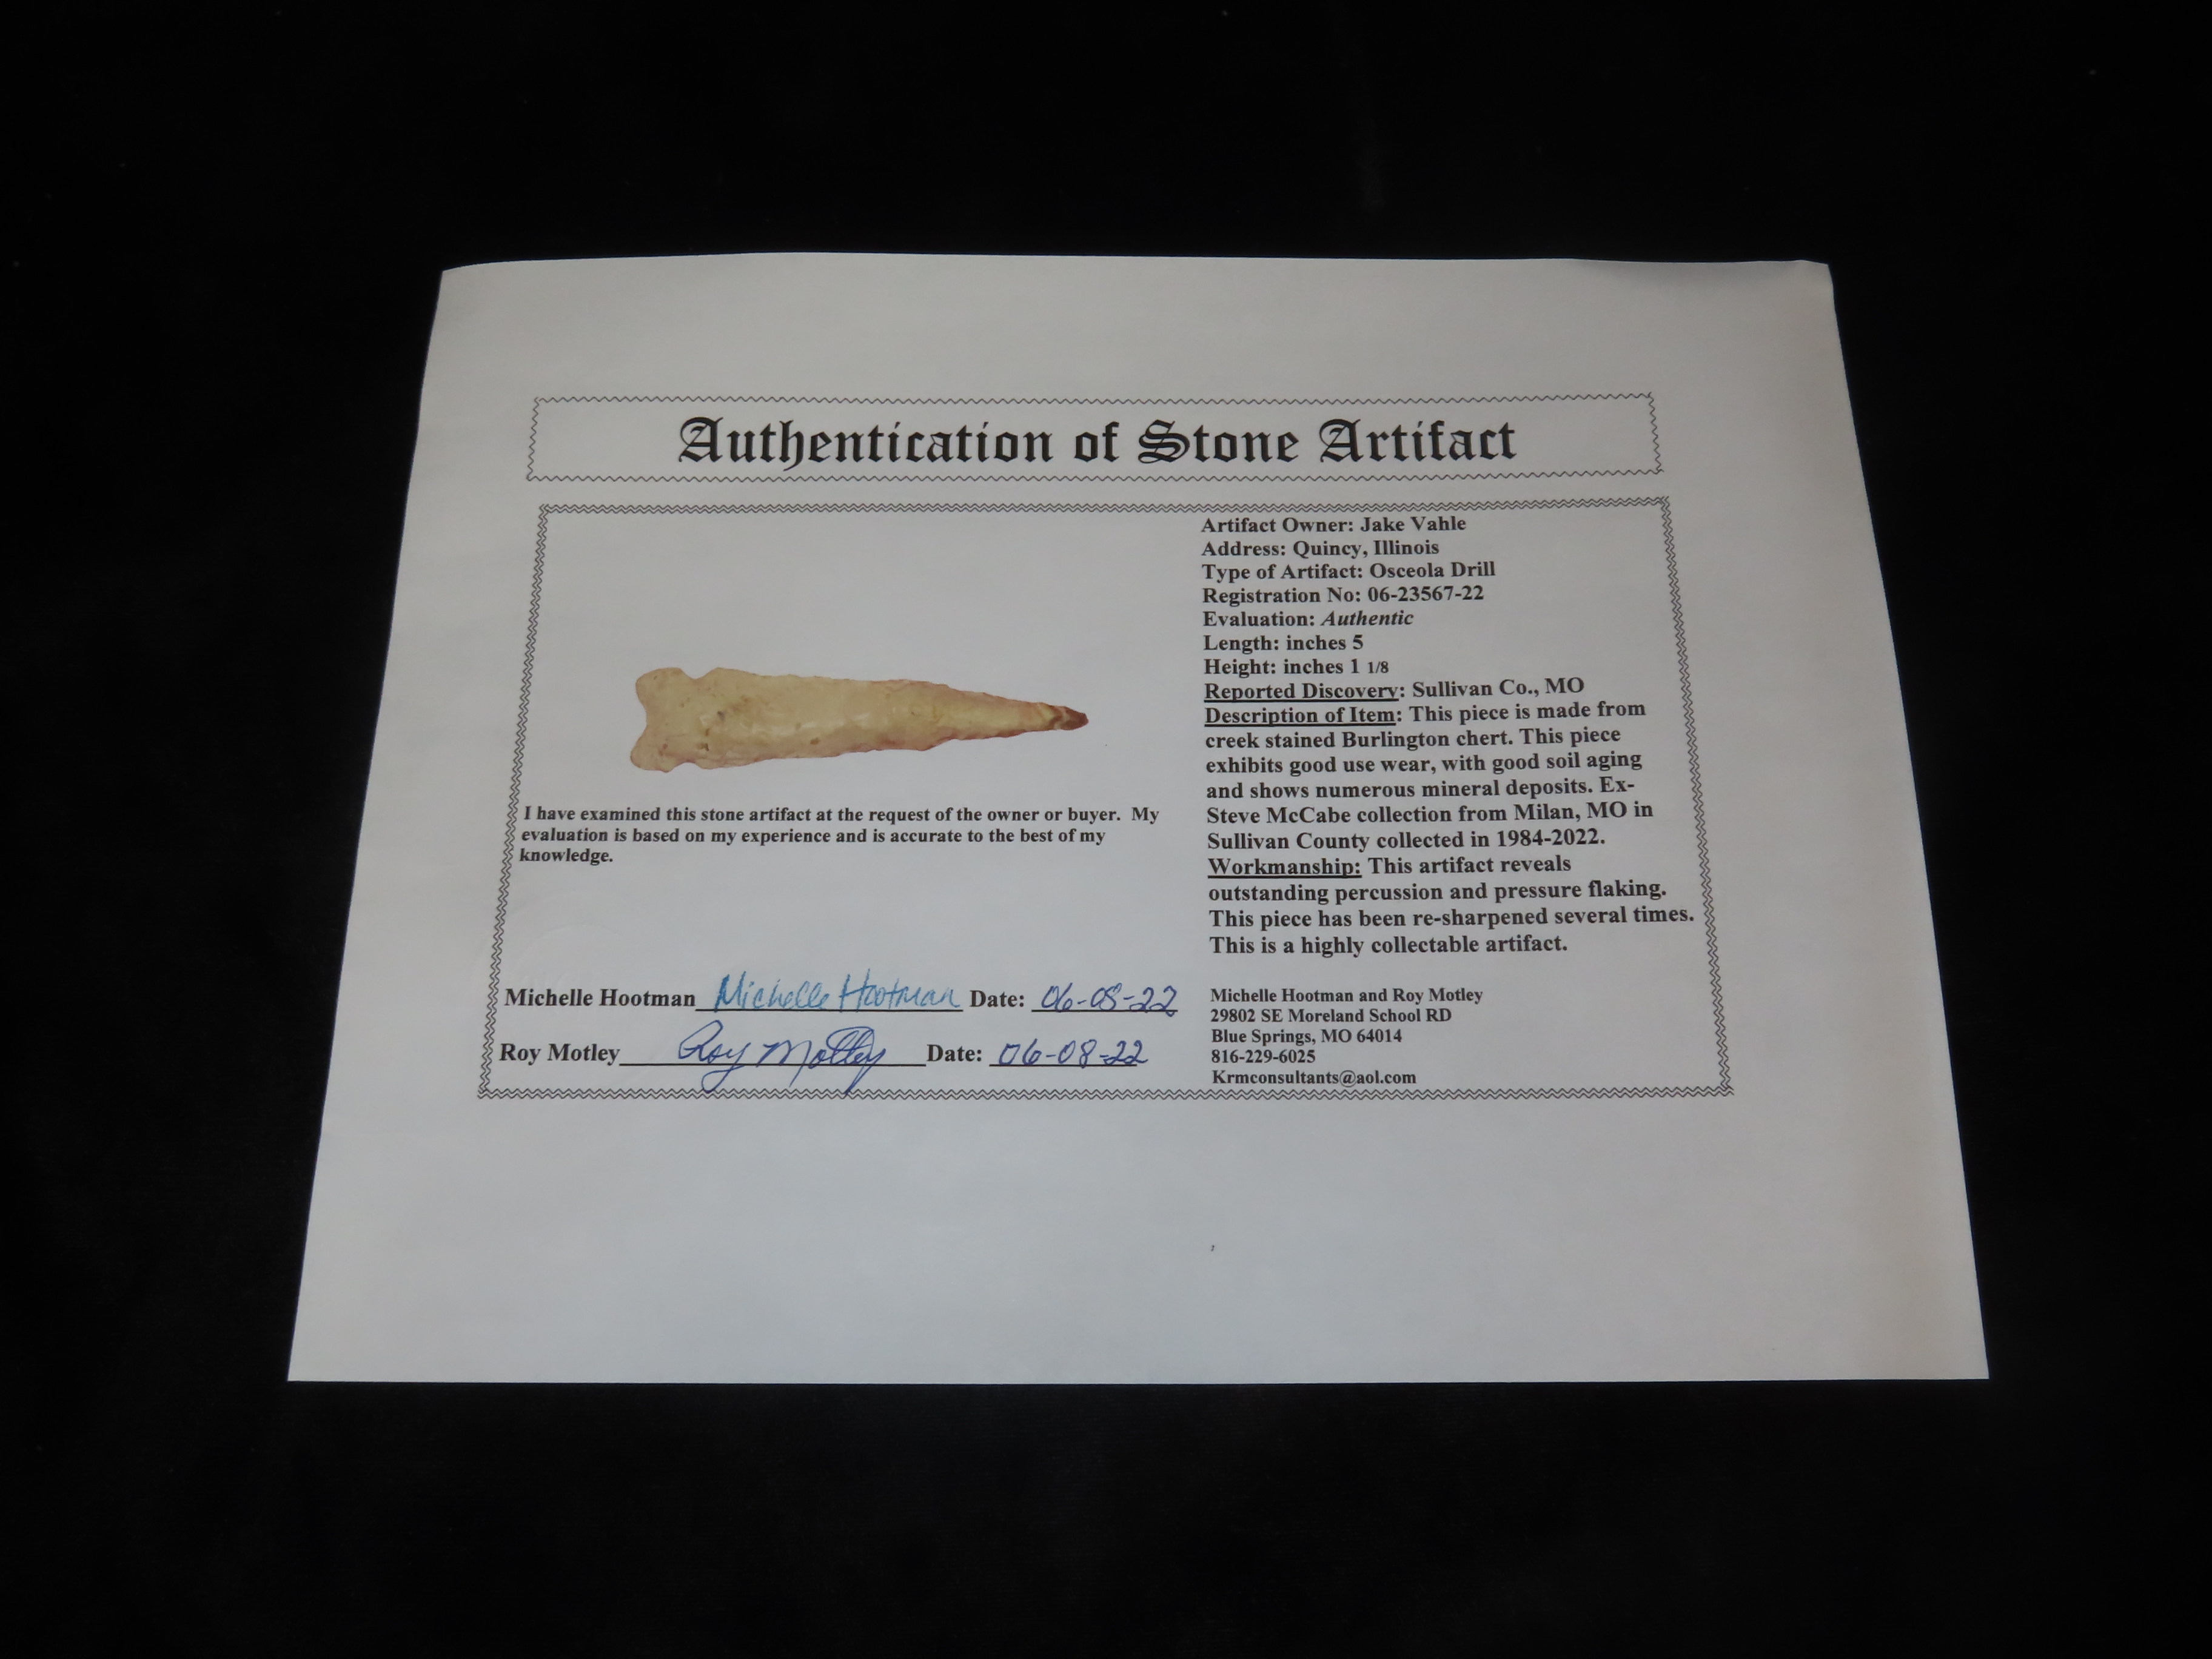 Authentication of Stone Artifact
Artifact Owner: Jake Vahle
Address: Quincy, Illinois
Type of Artifact: Osceola Drill
Registration No: 06-23567-22
Evaluation: Authentic
Length: inches 5
Height: inches 1 1/8
Reported Discovery: Sullivan Co., MO
Description of Item: This piece is made from
creek stained Burlington chert. This piece
exhibits good use wear, with good soil aging
and shows numerous mineral deposits. Ex-
Steve McCabe collection from Milan, MO in
Sullivan County collected in 1984-2022.
Workmanship: This artifact reveals
outstanding percussion and pressure flaking.
This piece has been re-sharpened several times.
This is a highly collectable artifact.
I have examined this stone artifact at the request of the owner or buyer. My
evaluation is based on my experience and is accurate to the best of my
knowledge.
Michelle Hootman Michelle Hootman Date: 06-08-22
Roy Motley Roy Motley Date: 06-08-22
Michelle Hootman and Roy Motley
29802 SE Moreland School RD
Blue Springs, MO 64014
816-229-6025
Krmconsultants@aol.com